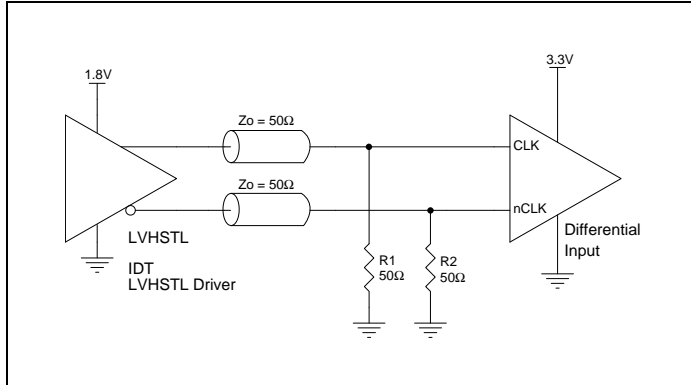 1.8V
3.3V
Zo = 50Ω
CLK
Zo = 50Ω
nCLK
LVHSTL
IDT
LVHSTL Driver
R1
50Ω
R2
50Ω
Differential
Input